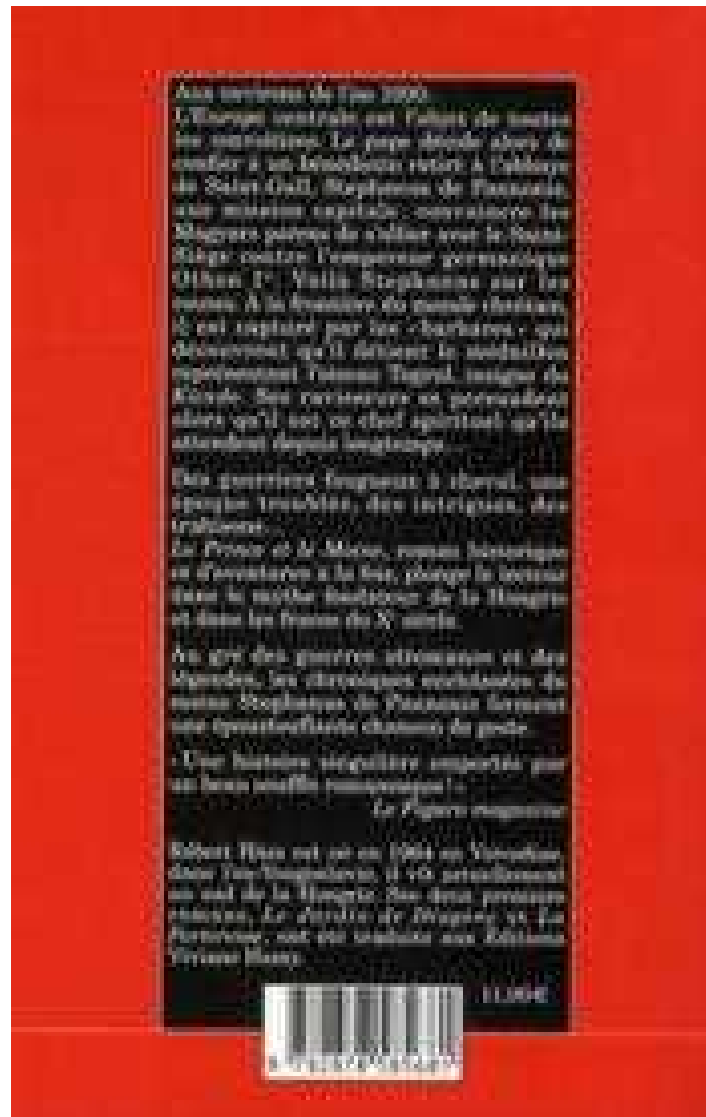 Aux environs de l'an 1000.
L'Europe centrale est l'objet de toutes
les convoitises. Le pape décide alors de
confier à un bénédictin retiré à l'abbaye
de Saint-Gall, Stephanus de Pannonie,
une mission capitale : convaincre les
Magyars païens de s'allier avec le Saint-
Siège contre l'empereur germanique
Othon Iᵉʳ. Voilà Stephanus sur les
routes. À la frontière du monde chrétien,
il est capturé par les « barbares » qui
découvrent qu'il détient le médaillon
représentant l'oiseau Togrul, insigne du
Kündü. Ses ravisseurs se persuadent
alors qu'il est ce chef spirituel qu'ils
attendent depuis longtemps...
Des guerriers fougueux à cheval, une
époque troublée, des intrigues, des
trahisons...
Le Prince et le Moine, roman historique
et d'aventures à la fois, plonge le lecteur
dans le mythe fondateur de la Hongrie
et dans les fracas du Xᵉ siècle.
Au gré des guerres ottomanes et des
légendes, les chroniques enchâssées du
moine Stephanus de Pannonie forment
une époustouflante chanson de geste.
« Une histoire singulière emportée par
un beau souffle romanesque ! »
Le Figaro magazine
Róbert Hász est né en 1964 en Voïvodine,
dans l'ex-Yougoslavie, il vit actuellement
au sud de la Hongrie. Ses deux premiers
romans, Le Jardin de Diogène et La
Forteresse, ont été traduits aux Éditions
Viviane Hamy.
11,00 €